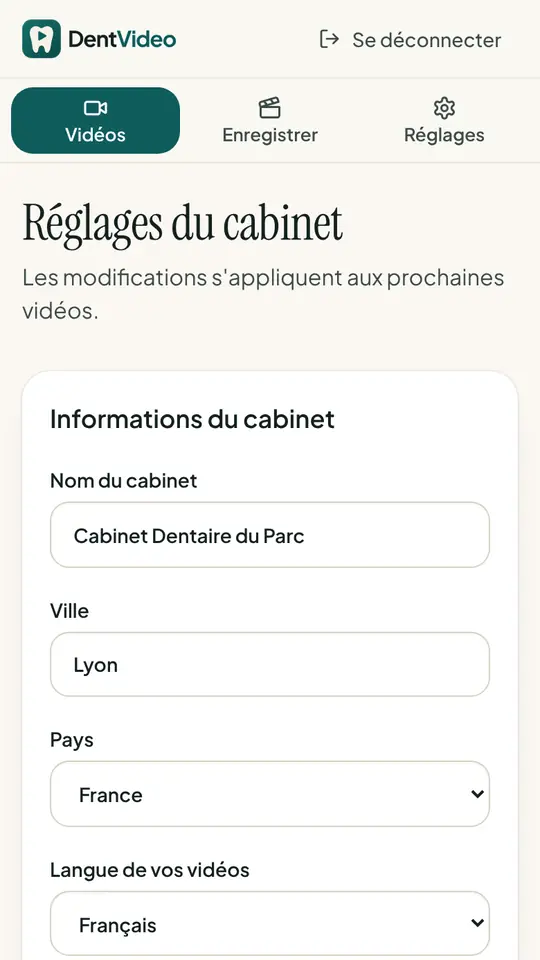 DentVideo
Se déconnecter
Vidéos
Enregistrer
Réglages
Réglages du cabinet
Les modifications s'appliquent aux prochaines
vidéos.
Informations du cabinet
Nom du cabinet
Cabinet Dentaire du Parc
Ville
Lyon
Pays
France
Langue de vos vidéos
Français